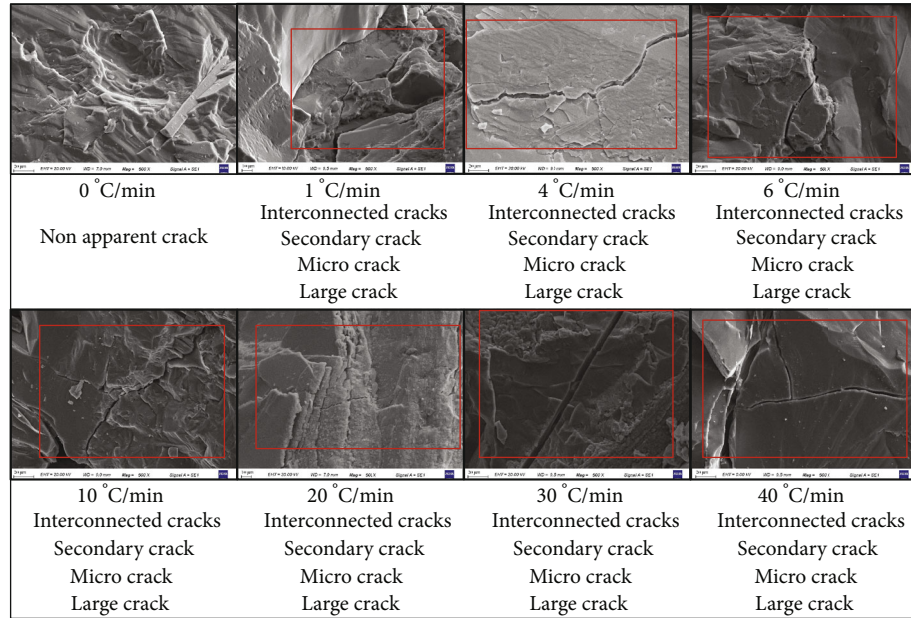 0 °C/min
Non apparent crack
1 °C/min
Interconnected cracks
Secondary crack
Micro crack
Large crack
4 °C/min
Interconnected cracks
Secondary crack
Micro crack
Large crack
6 °C/min
Interconnected cracks
Secondary crack
Micro crack
Large crack
10 °C/min
Interconnected cracks
Secondary crack
Micro crack
Large crack
20 °C/min
Interconnected cracks
Secondary crack
Micro crack
Large crack
30 °C/min
Interconnected cracks
Secondary crack
Micro crack
Large crack
40 °C/min
Interconnected cracks
Secondary crack
Micro crack
Large crack